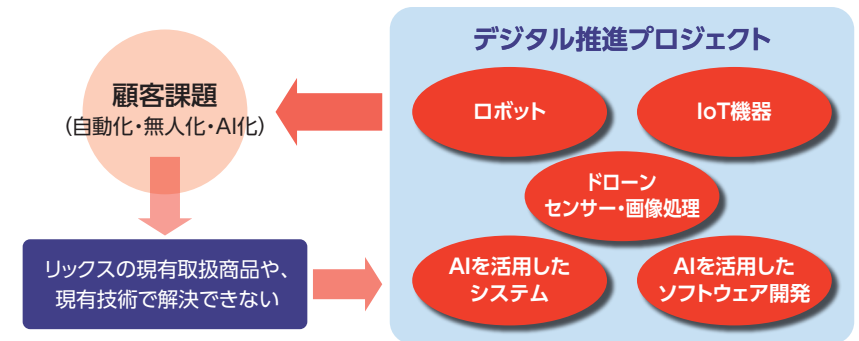 デジタル推進プロジェクト
顧客課題
(自動化・無人化・AI化)
ロボット
IoT機器
ドローン
センサー・画像処理
リックスの現有取扱商品や、
現有技術で解決できない
AIを活用した
システム
AIを活用した
ソフトウェア開発